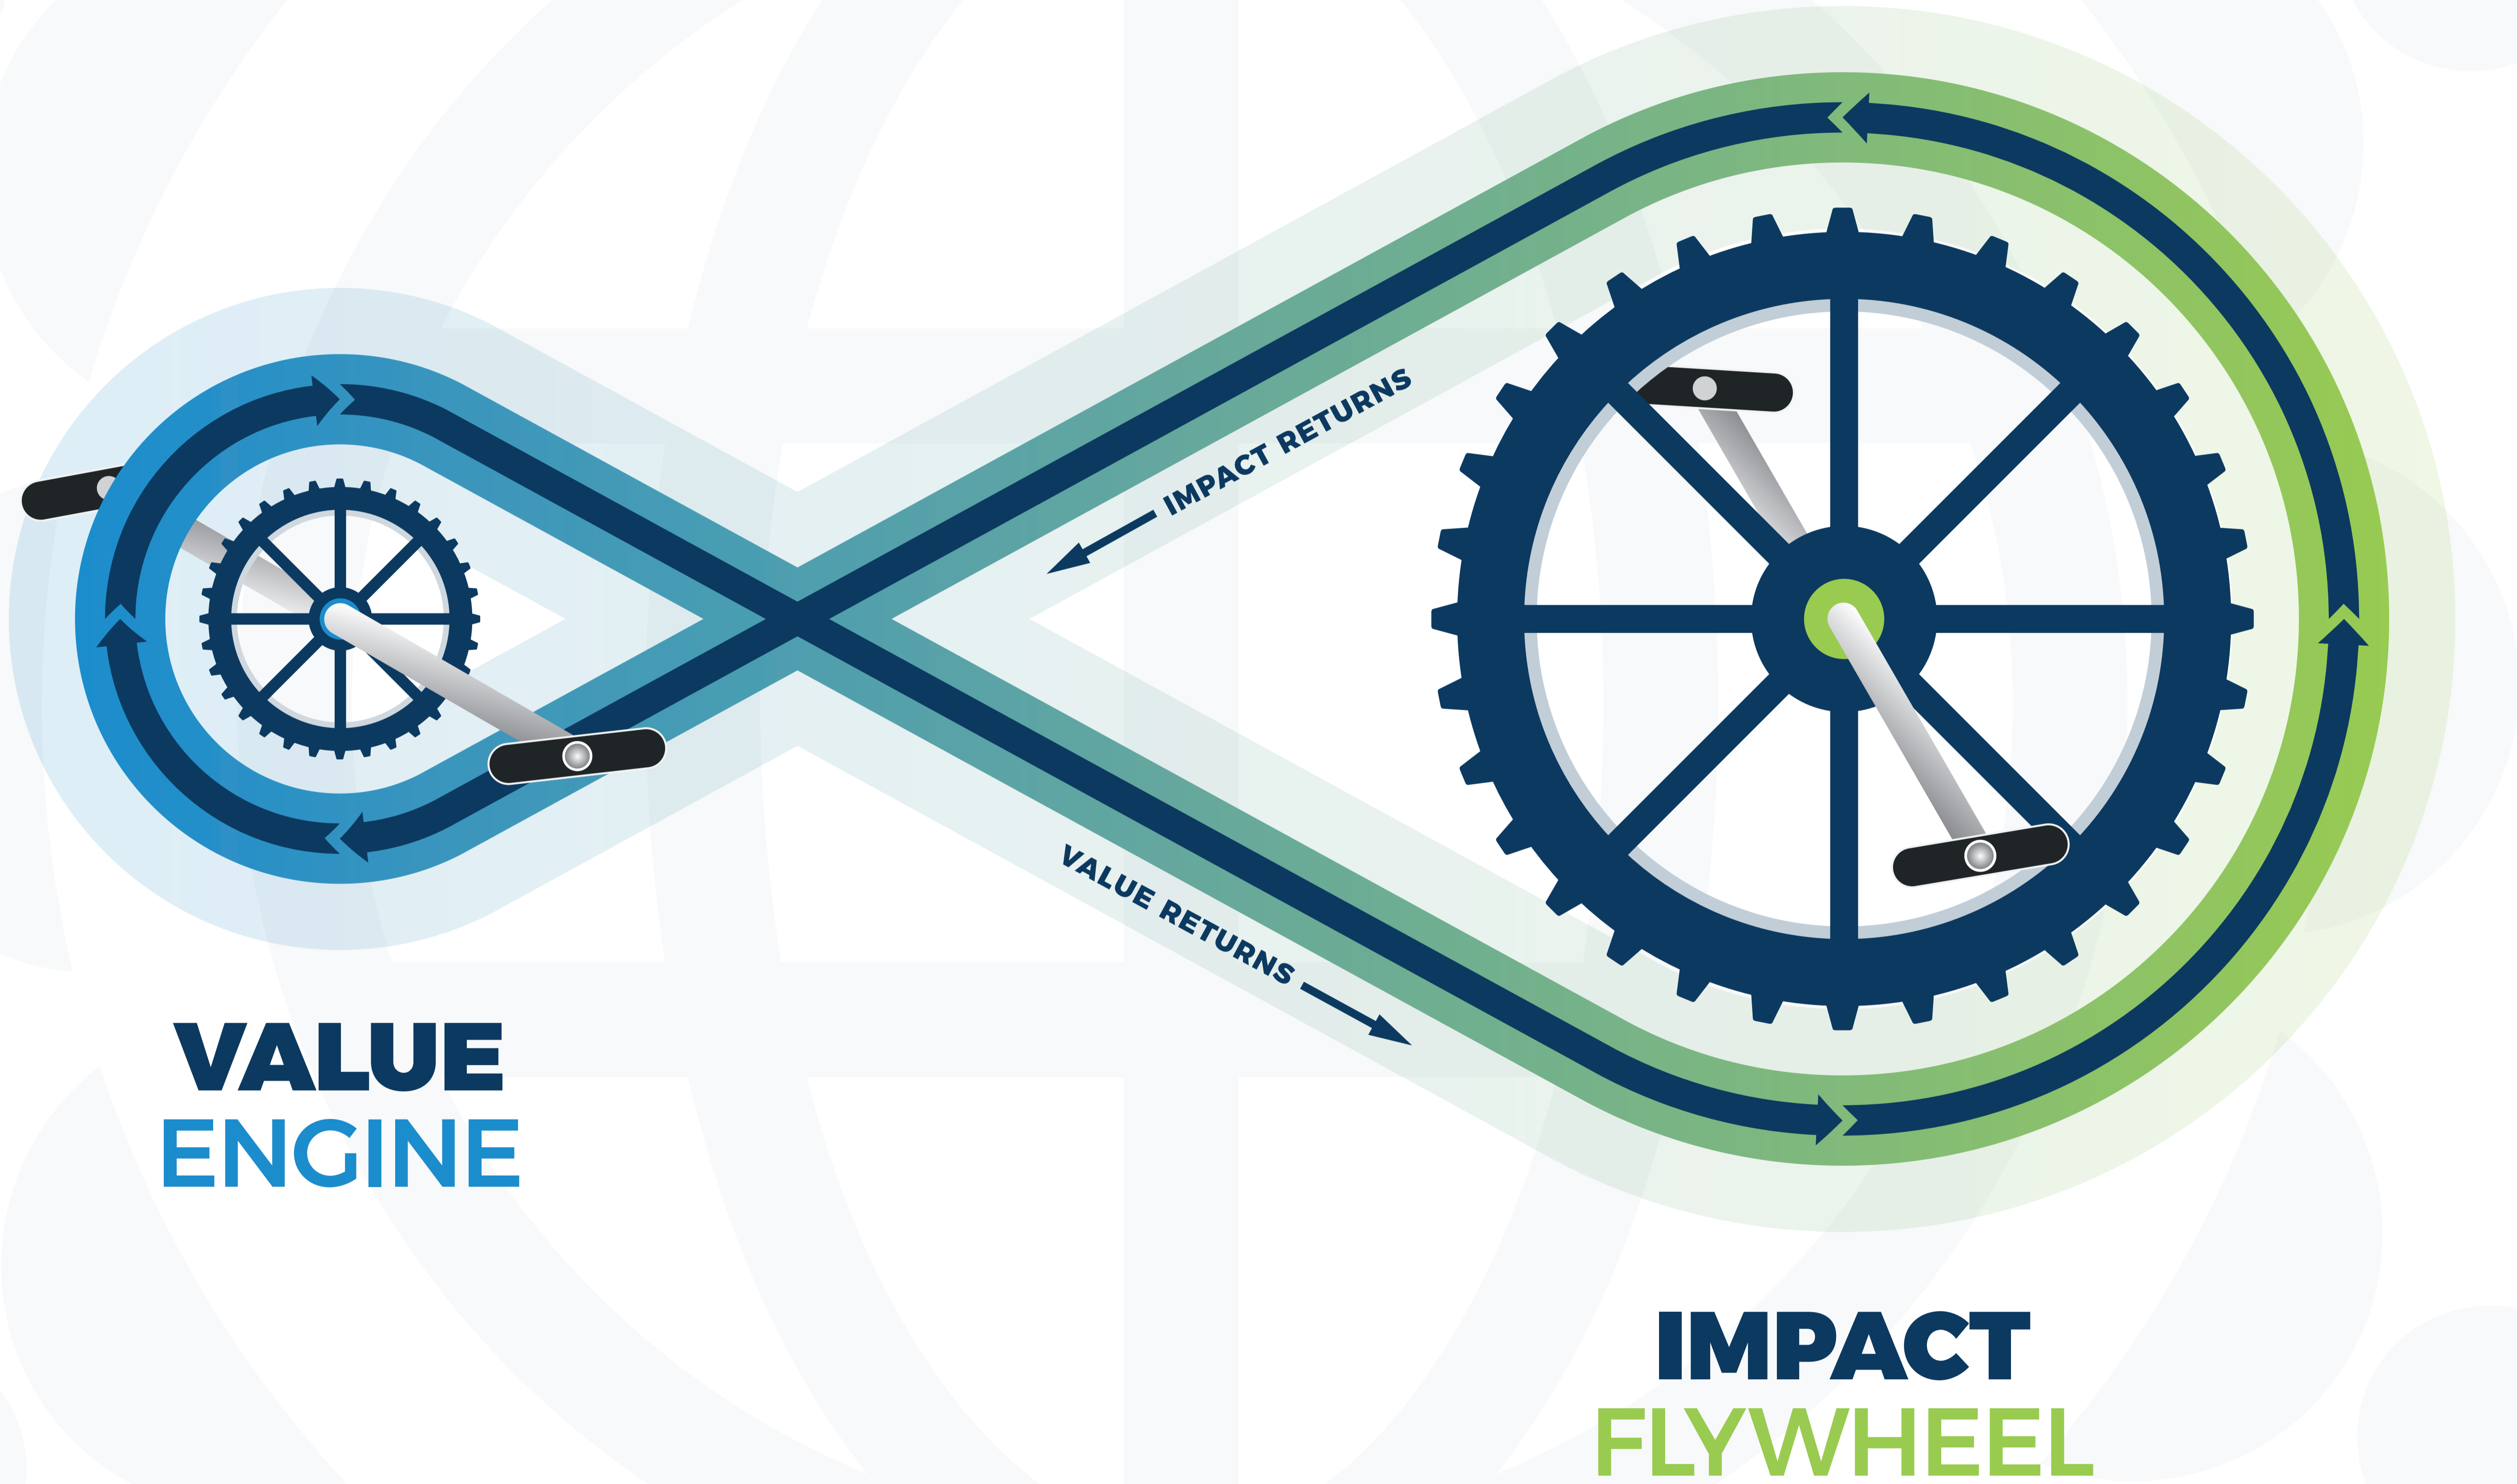 IMPACT RETURNS
VALUE RETURNS
VALUE
ENGINE
IMPACT
FLYWHEEL